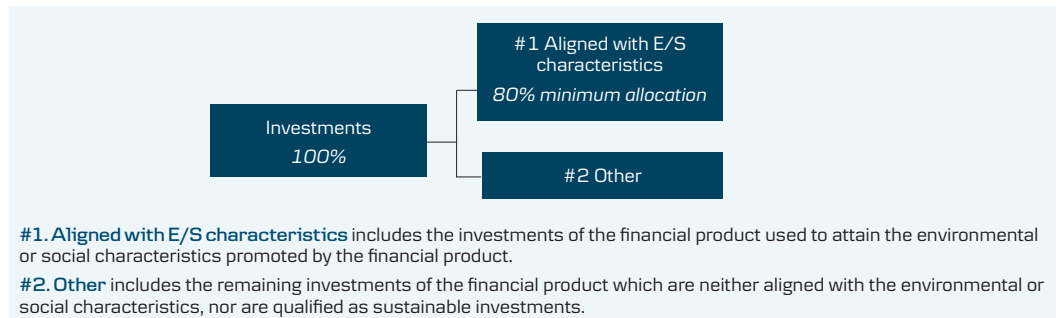 #1 Aligned with E/S
characteristics
80% minimum allocation
Investments
100%
#2 Other
#1. Aligned with E/S characteristics includes the investments of the financial product used to attain the environmental
or social characteristics promoted by the financial product.
#2. Other includes the remaining investments of the financial product which are neither aligned with the environmental or
social characteristics, nor are qualified as sustainable investments.